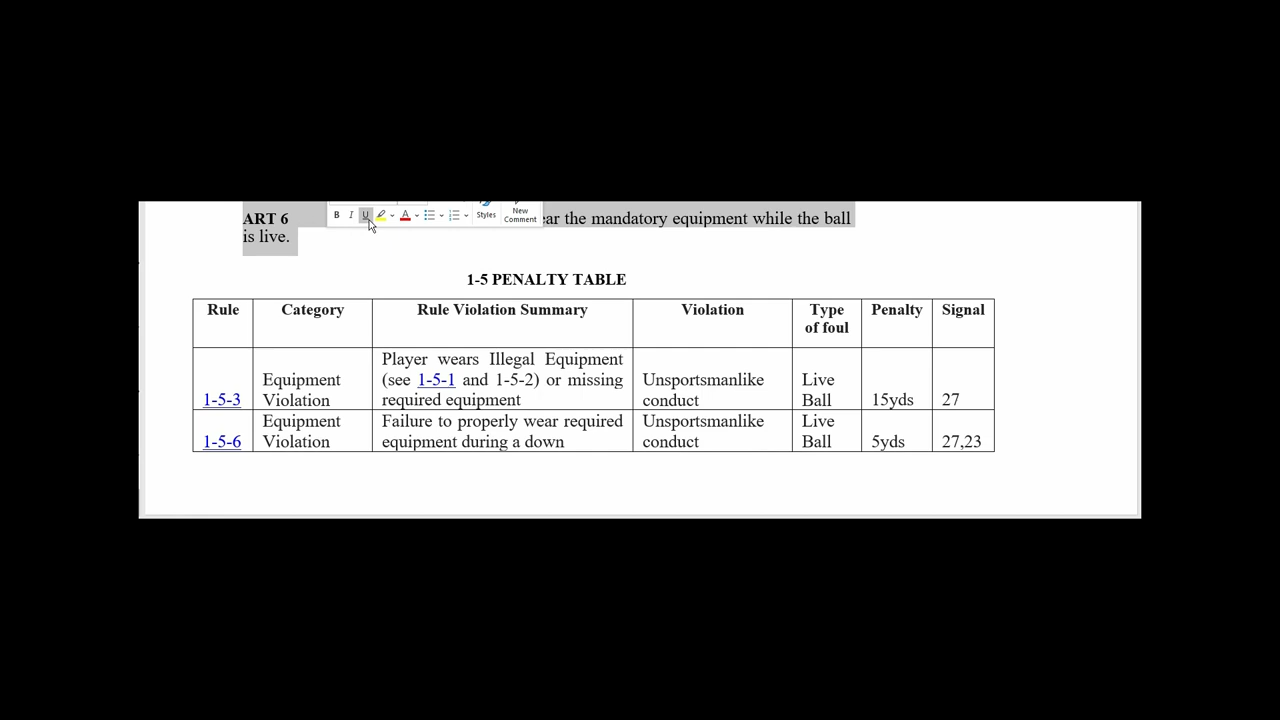 ART 6 ear the mandatory equipment while the ball
B I U A Styles New
Comment
is live.
1-5 PENALTY TABLE
Rule Category Rule Violation Summary Violation Type
of foul Penalty Signal
1-5-3 Equipment
Violation Player wears Illegal Equipment
(see 1-5-1 and 1-5-2) or missing
required equipment Unsportsmanlike
conduct Live
Ball 15yds 27
1-5-6 Equipment
Violation Failure to properly wear required
equipment during a down Unsportsmanlike
conduct Live
Ball 5yds 27,23